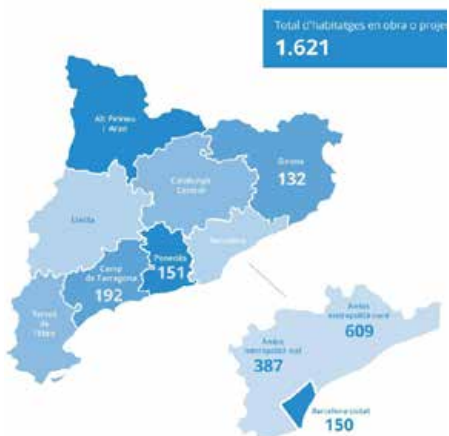 Total d'habitatges en obra o projec
1.621
Alt Pirineu
i Aran
Girona
132
Catalunya
Central
Lleida
Barcelona
Penedès
151
Camp
de Tarragona
192
Terres
de
l'Ebre
Àmbit
metropolità nord
609
Àmbit
metropolità sud
387
Barcelona ciutat
150